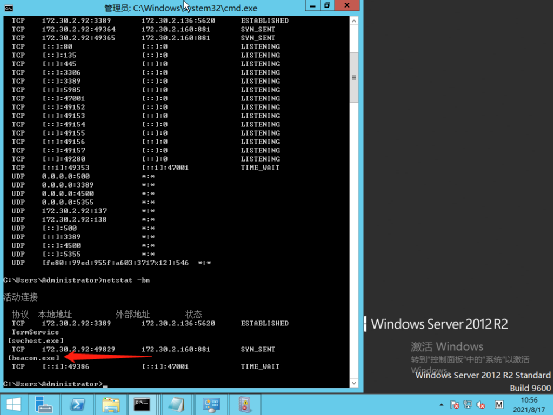 管理员: C:\Windows\system32\cmd.exe
TCP 172.30.2.92:3389 172.30.2.136:5620 ESTABLISHED
TCP 172.30.2.92:49364 172.30.2.160:881 SYN_SENT
TCP 172.30.2.92:49365 172.30.2.160:881 SYN_SENT
TCP [::]:80 [::]:0 LISTENING
TCP [::]:135 [::]:0 LISTENING
TCP [::]:445 [::]:0 LISTENING
TCP [::]:3306 [::]:0 LISTENING
TCP [::]:3389 [::]:0 LISTENING
TCP [::]:5985 [::]:0 LISTENING
TCP [::]:47001 [::]:0 LISTENING
TCP [::]:49152 [::]:0 LISTENING
TCP [::]:49153 [::]:0 LISTENING
TCP [::]:49154 [::]:0 LISTENING
TCP [::]:49155 [::]:0 LISTENING
TCP [::]:49156 [::]:0 LISTENING
TCP [::]:49157 [::]:0 LISTENING
TCP [::]:49280 [::]:0 LISTENING
TCP [::1]:49353 [::1]:47001 TIME_WAIT
UDP 0.0.0.0:500 *:*
UDP 0.0.0.0:3389 *:*
UDP 0.0.0.0:4500 *:*
UDP 0.0.0.0:5355 *:*
UDP 172.30.2.92:137 *:*
UDP 172.30.2.92:138 *:*
UDP [::]:500 *:*
UDP [::]:3389 *:*
UDP [::]:4500 *:*
UDP [::]:5355 *:*
UDP [fe80::99ed:955f:a603:3717%12]:546 *:*
C:\Users\Administrator>netstat -bn
活动连接
协议 本地地址 外部地址 状态
TCP 172.30.2.92:3389 172.30.2.136:5620 ESTABLISHED
TermService
[svchost.exe]
TCP 172.30.2.92:49829 172.30.2.160:881 SYN_SENT
[beacon.exe]
TCP [::1]:49386 [::1]:47001 TIME_WAIT
C:\Users\Administrator>
Windows Server 2012 R2
激活 Windows
转到"控制面板"中的"系统"以激活
Windows
Windows Server 2012 R2 Standard
Build 9600
M
10:56
2021/8/17